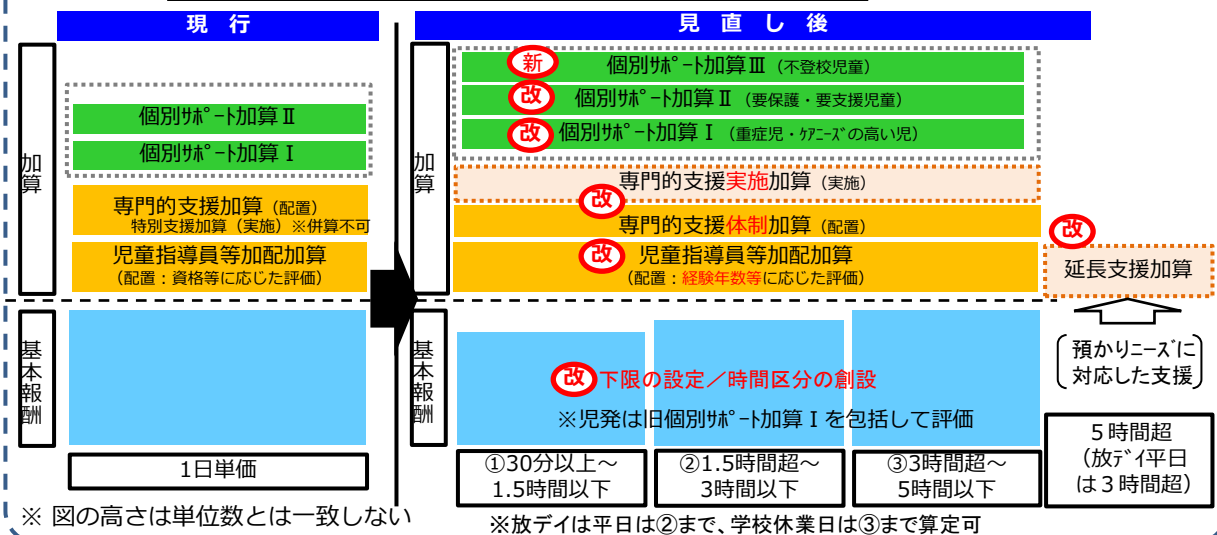 現行
加算
個別ｻﾎﾟｰﾄ加算Ⅱ
個別ｻﾎﾟｰﾄ加算Ⅰ
専門的支援加算（配置）
特別支援加算（実施）※併算不可
児童指導員等加配加算
（配置：資格等に応じた評価）
基本報酬
1日単価
※ 図の高さは単位数とは一致しない
見直し後
加算
新 個別ｻﾎﾟｰﾄ加算Ⅲ（不登校児童）
改 個別ｻﾎﾟｰﾄ加算Ⅱ（要保護・要支援児童）
改 個別ｻﾎﾟｰﾄ加算Ⅰ（重症児・ｹｱﾆｰｽﾞの高い児）
専門的支援実施加算（実施）
改
専門的支援体制加算（配置）
改 児童指導員等加配加算
（配置：経験年数等に応じた評価）
改
延長支援加算
基本報酬
改 下限の設定／時間区分の創設
※児発は旧個別ｻﾎﾟｰﾄ加算Ⅰを包括して評価
預かりﾆｰｽﾞに
対応した支援
①30分以上～
1.5時間以下
②1.5時間超～
3時間以下
③3時間超～
5時間以下
５時間超
（放ﾃﾞｲ平日
は３時間超）
※放デイは平日は②まで、学校休業日は③まで算定可